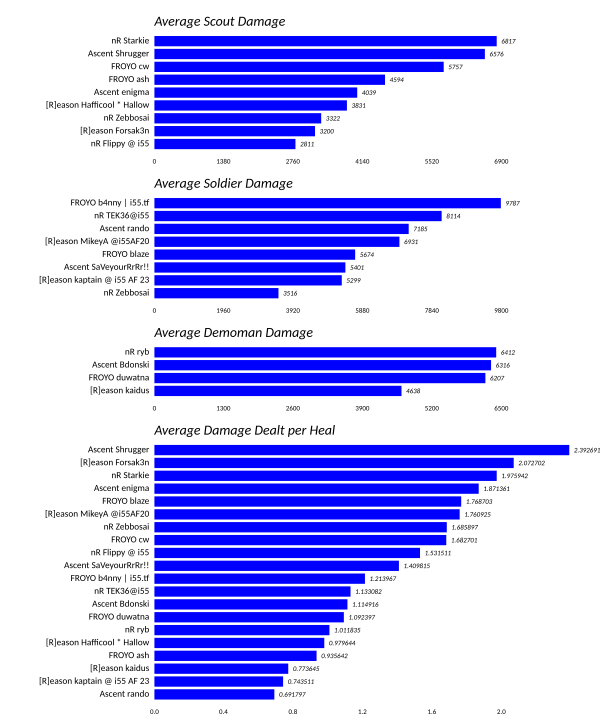 Average Scout Damage
nR Starkie 6817
Ascent Shrugger 6576
FROYO cw 5757
FROYO ash 4594
Ascent enigma 4039
[R]eason Hafficool * Hallow 3831
nR Zebbosai 3322
[R]eason Forsak3n 3200
nR Flippy @ i55 2811
0 1380 2760 4140 5520 6900
Average Soldier Damage
FROYO b4nny | i55.tf 9787
nR TEK36@i55 8114
Ascent rando 7185
[R]eason MikeyA @i55AF20 6931
FROYO blaze 5674
Ascent SaVeyourRrRr!! 5401
[R]eason kaptain @ i55 AF 23 5299
nR Zebbosai 3516
0 1960 3920 5880 7840 9800
Average Demoman Damage
nR ryb 6412
Ascent Bdonski 6316
FROYO duwatna 6207
[R]eason kaidus 4638
0 1300 2600 3900 5200 6500
Average Damage Dealt per Heal
Ascent Shrugger 2.392691
[R]eason Forsak3n 2.072702
nR Starkie 1.975942
Ascent enigma 1.871361
FROYO blaze 1.768703
[R]eason MikeyA @i55AF20 1.760925
nR Zebbosai 1.685897
FROYO cw 1.682701
nR Flippy @ i55 1.531511
Ascent SaVeyourRrRr!! 1.409815
FROYO b4nny | i55.tf 1.213967
nR TEK36@i55 1.133082
Ascent Bdonski 1.114916
FROYO duwatna 1.092397
nR ryb 1.011835
[R]eason Hafficool * Hallow 0.979644
FROYO ash 0.935642
[R]eason kaidus 0.773645
[R]eason kaptain @ i55 AF 23 0.743511
Ascent rando 0.691797
0.0 0.4 0.8 1.2 1.6 2.0